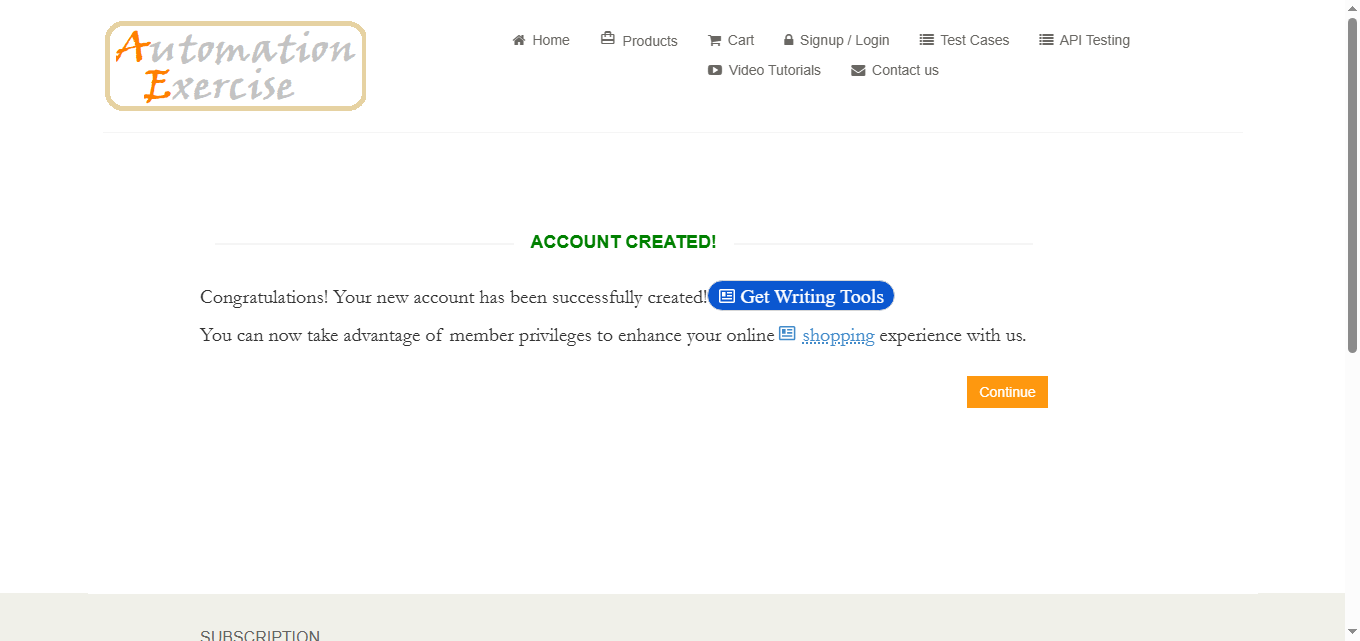 Automation
Exercise
Home Products Cart Signup / Login Test Cases API Testing
Video Tutorials Contact us
ACCOUNT CREATED!
Congratulations! Your new account has been successfully created! Get Writing Tools
You can now take advantage of member privileges to enhance your online shopping experience with us.
Continue
SUBSCRIPTION